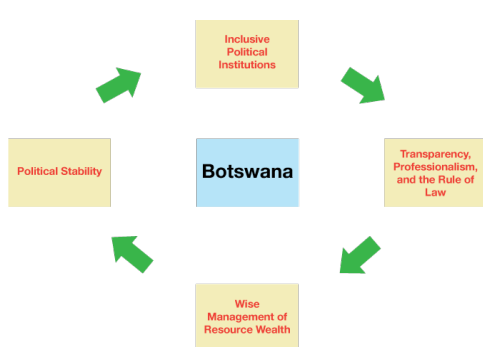 Inclusive
Political
Institutions
Political Stability
Botswana
Transparency,
Professionalism,
and the Rule of
Law
Wise
Management of
Resource Wealth